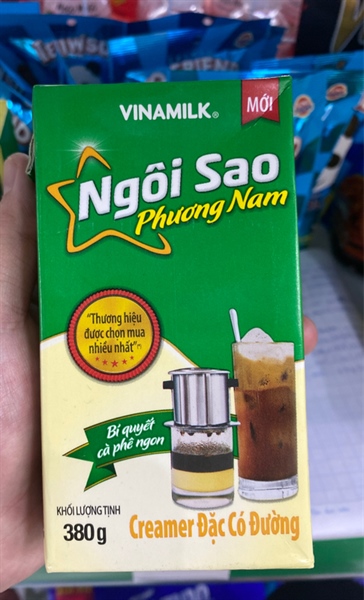 VINAMILK®
MỚI
Ngôi Sao
Phương Nam
"Thương hiệu
được chọn mua
nhiều nhất"(*)
Bí quyết
cà phê ngon
KHỐI LƯỢNG TỊNH
380g
Creamer Đặc Có Đường